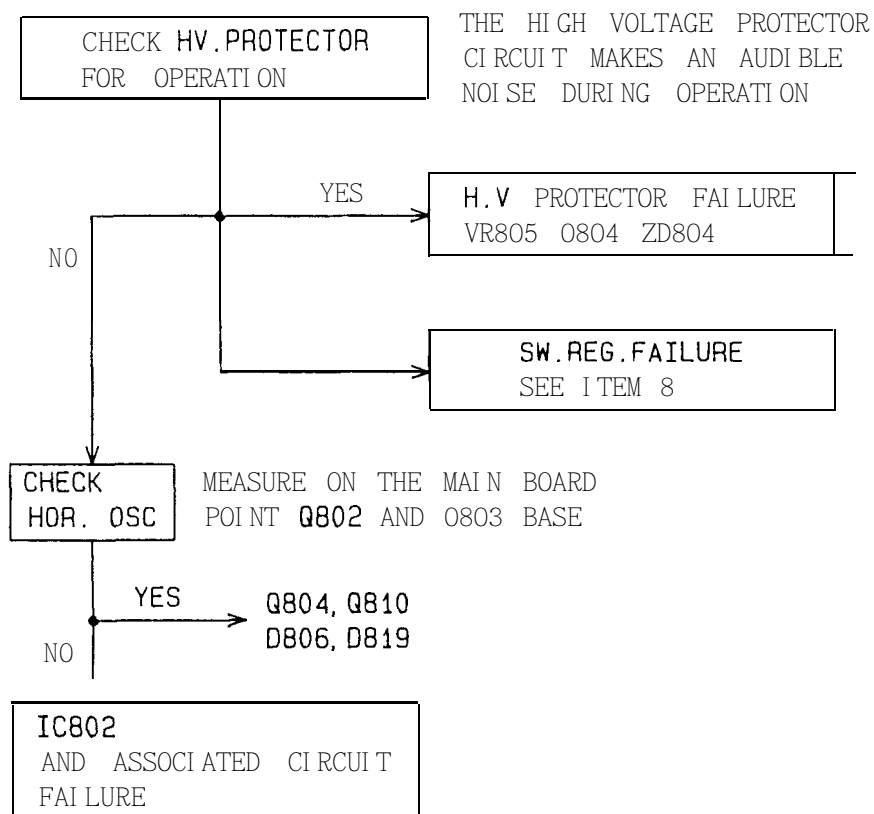 CHECK HV.PROTECTOR
FOR OPERATION
THE HIGH VOLTAGE PROTECTOR
CIRCUIT MAKES AN AUDIBLE
NOISE DURING OPERATION
YES
H.V PROTECTOR FAILURE
VR805 0804 ZD804
NO
SW.REG.FAILURE
SEE ITEM 8
CHECK
HOR. OSC
MEASURE ON THE MAIN BOARD
POINT Q802 AND 0803 BASE
YES
Q804, Q810
D806, D819
NO
IC802
AND ASSOCIATED CIRCUIT
FAILURE